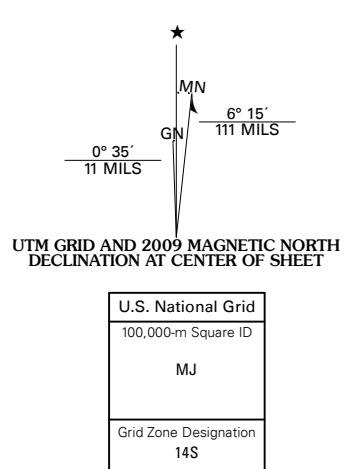 MN
GN
6° 15´
111 MILS
0° 35´
11 MILS
UTM GRID AND 2009 MAGNETIC NORTH
DECLINATION AT CENTER OF SHEET
U.S. National Grid
100,000-m Square ID
MJ
Grid Zone Designation
14S